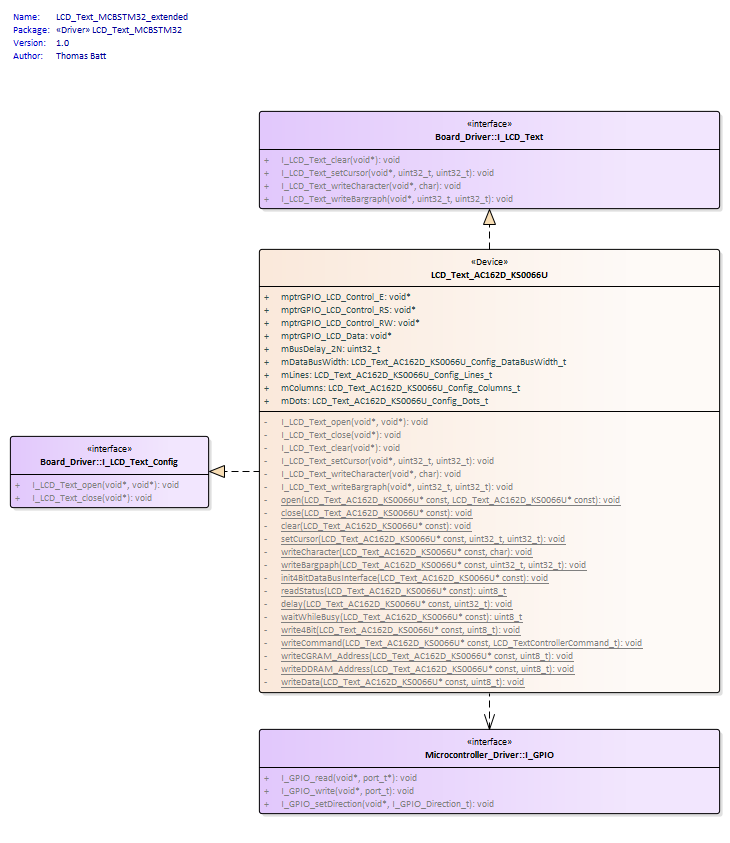 Name: LCD_Text_MCBSTM32_extended
Package: «Driver» LCD_Text_MCBSTM32
Version: 1.0
Author: Thomas Batt
«interface»
Board_Driver::I_LCD_Text
+ I_LCD_Text_clear(void*): void
+ I_LCD_Text_setCursor(void*, uint32_t, uint32_t): void
+ I_LCD_Text_writeCharacter(void*, char): void
+ I_LCD_Text_writeBargraph(void*, uint32_t, uint32_t): void
«Device»
LCD_Text_AC162D_KS0066U
+ mptrGPIO_LCD_Control_E: void*
+ mptrGPIO_LCD_Control_RS: void*
+ mptrGPIO_LCD_Control_RW: void*
+ mptrGPIO_LCD_Data: void*
+ mBusDelay_2N: uint32_t
+ mDataBusWidth: LCD_Text_AC162D_KS0066U_Config_DataBusWidth_t
+ mLines: LCD_Text_AC162D_KS0066U_Config_Lines_t
+ mColumns: LCD_Text_AC162D_KS0066U_Config_Columns_t
+ mDots: LCD_Text_AC162D_KS0066U_Config_Dots_t
- I_LCD_Text_open(void*, void*): void
- I_LCD_Text_close(void*): void
- I_LCD_Text_clear(void*): void
- I_LCD_Text_setCursor(void*, uint32_t, uint32_t): void
- I_LCD_Text_writeCharacter(void*, char): void
- I_LCD_Text_writeBargraph(void*, uint32_t, uint32_t): void
- open(LCD_Text_AC162D_KS0066U* const, LCD_Text_AC162D_KS0066U* const): void
- close(LCD_Text_AC162D_KS0066U* const): void
- clear(LCD_Text_AC162D_KS0066U* const): void
- setCursor(LCD_Text_AC162D_KS0066U* const, uint32_t, uint32_t): void
- writeCharacter(LCD_Text_AC162D_KS0066U* const, char): void
- writeBargpaph(LCD_Text_AC162D_KS0066U* const, uint32_t, uint32_t): void
- init4BitDataBusInterface(LCD_Text_AC162D_KS0066U* const): void
- readStatus(LCD_Text_AC162D_KS0066U* const): uint8_t
- delay(LCD_Text_AC162D_KS0066U* const, uint32_t): void
- waitWhileBusy(LCD_Text_AC162D_KS0066U* const): uint8_t
- write4Bit(LCD_Text_AC162D_KS0066U* const, uint8_t): void
- writeCommand(LCD_Text_AC162D_KS0066U* const, LCD_TextControllerCommand_t): void
- writeCGRAM_Address(LCD_Text_AC162D_KS0066U* const, uint8_t): void
- writeDDRAM_Address(LCD_Text_AC162D_KS0066U* const, uint8_t): void
- writeData(LCD_Text_AC162D_KS0066U* const, uint8_t): void
«interface»
Board_Driver::I_LCD_Text_Config
+ I_LCD_Text_open(void*, void*): void
+ I_LCD_Text_close(void*): void
«interface»
Microcontroller_Driver::I_GPIO
+ I_GPIO_read(void*, port_t*): void
+ I_GPIO_write(void*, port_t): void
+ I_GPIO_setDirection(void*, I_GPIO_Direction_t): void